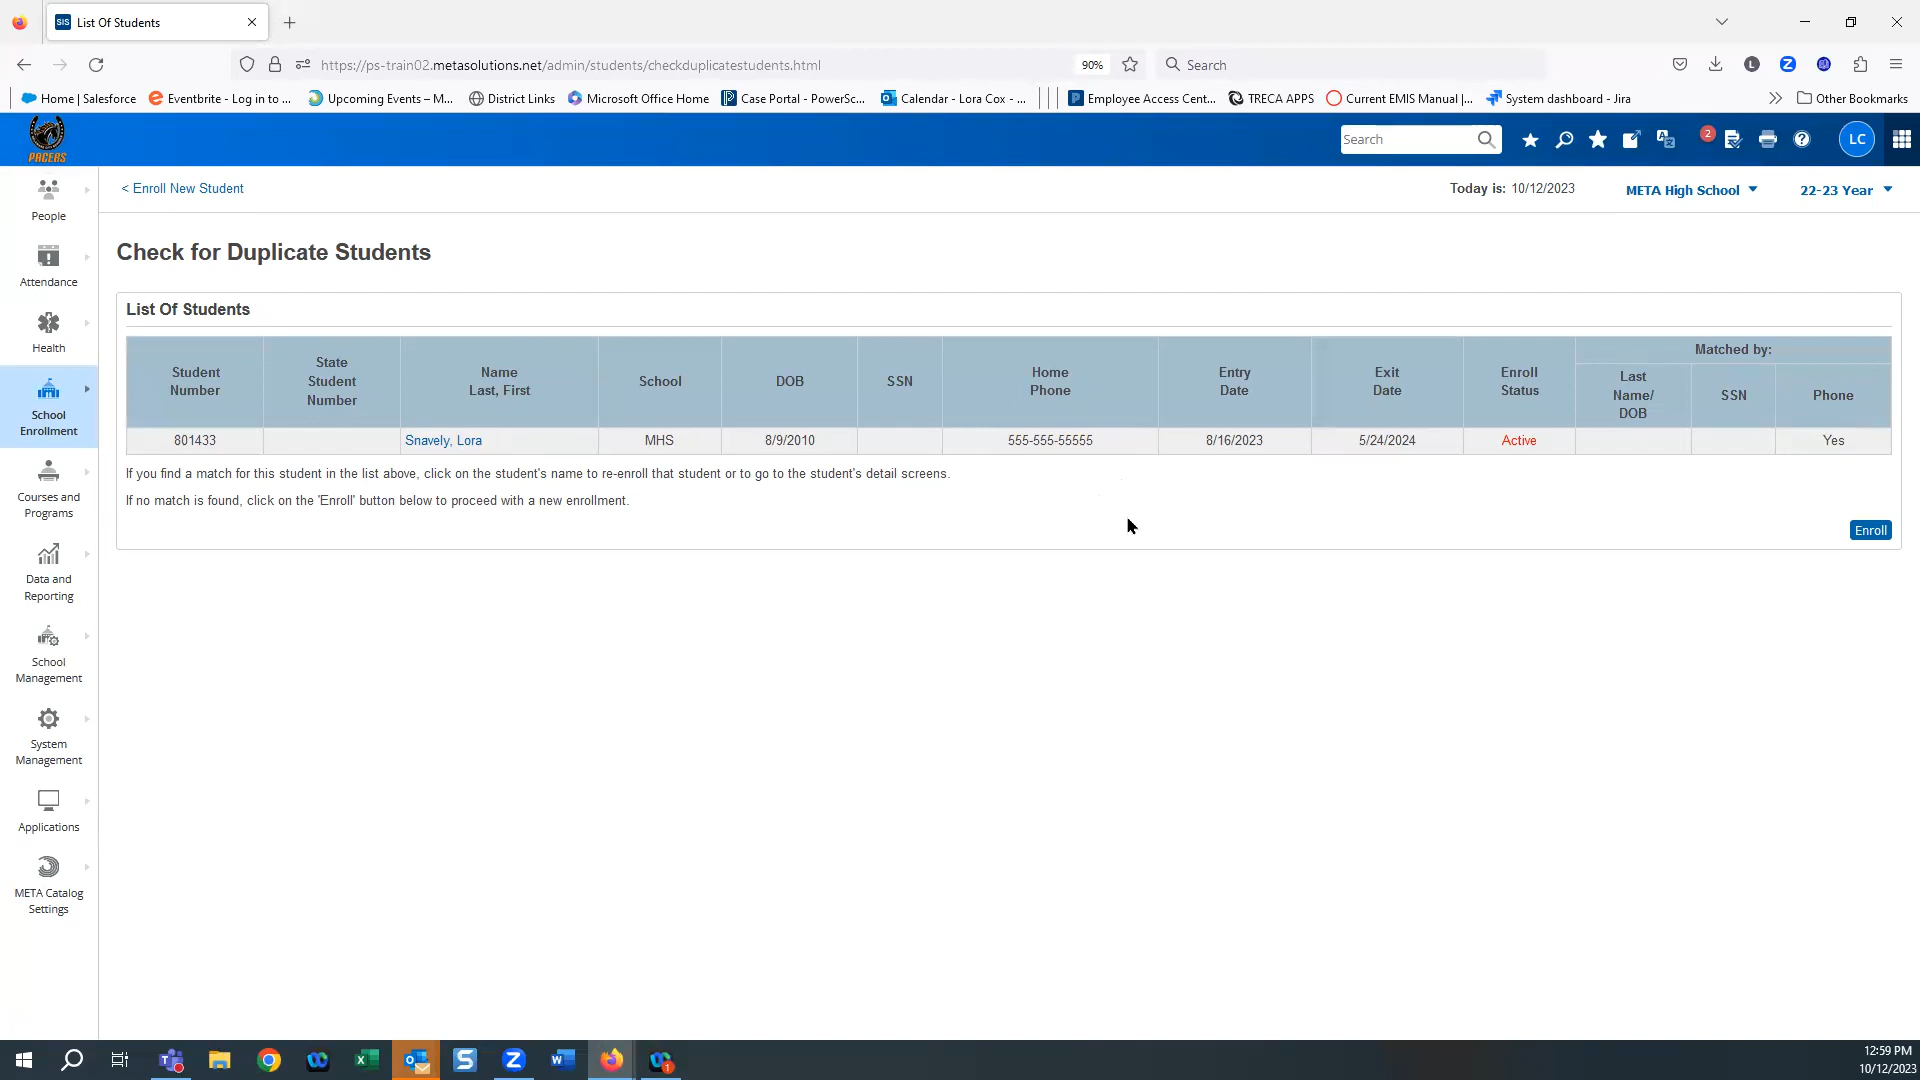 SIS List Of Students
https://ps-train02.metasolutions.net/admin/students/checkduplicatestudents.html 90% Search
Home | Salesforce Eventbrite - Log in to ... Upcoming Events – M... District Links Microsoft Office Home Case Portal - PowerSc... Calendar - Lora Cox - ... Employee Access Cent... TRECA APPS Current EMIS Manual |... System dashboard - Jira Other Bookmarks
PACERS Search 2 LC
< Enroll New Student Today is: 10/12/2023 META High School 22-23 Year
People
Attendance
Health
School
Enrollment
Courses and
Programs
Data and
Reporting
School
Management
System
Management
Applications
META Catalog
Settings
Check for Duplicate Students
List Of Students
Student
Number
State
Student
Number
Name
Last, First
School
DOB
SSN
Home
Phone
Entry
Date
Exit
Date
Enroll
Status
Matched by:
Last
Name/
DOB
SSN
Phone
801433 Snavely, Lora MHS 8/9/2010 555-555-55555 8/16/2023 5/24/2024 Active Yes
If you find a match for this student in the list above, click on the student's name to re-enroll that student or to go to the student's detail screens.
If no match is found, click on the 'Enroll' button below to proceed with a new enrollment.
Enroll
12:59 PM
10/12/2023